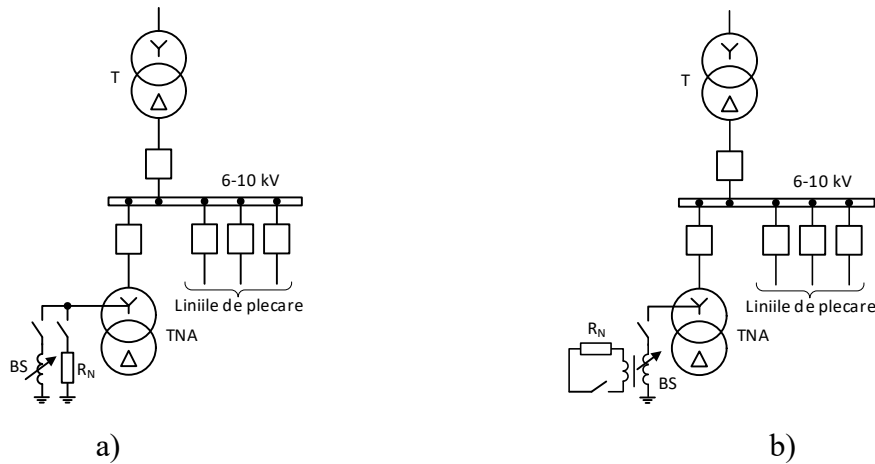 T
6-10 kV
Liniile de plecare
TNA
BS
R_N
a)
T
6-10 kV
Liniile de plecare
R_N
TNA
BS
b)